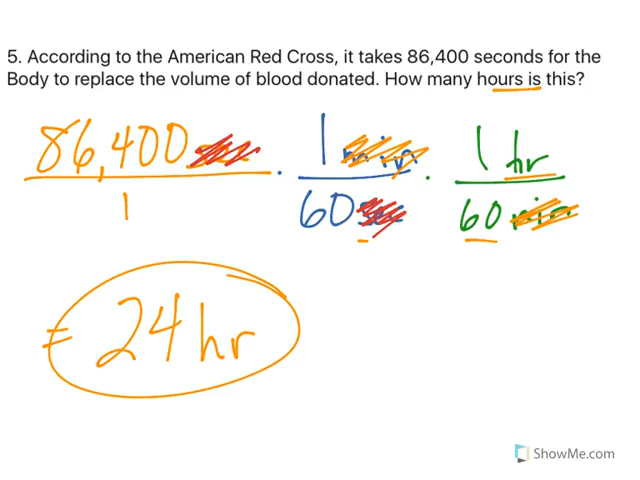 5. According to the American Red Cross, it takes 86,400 seconds for the
Body to replace the volume of blood donated. How many hours is this?
86,400 · 1 min · 1 hr
1 60 60 min
= 24 hr
ShowMe.com